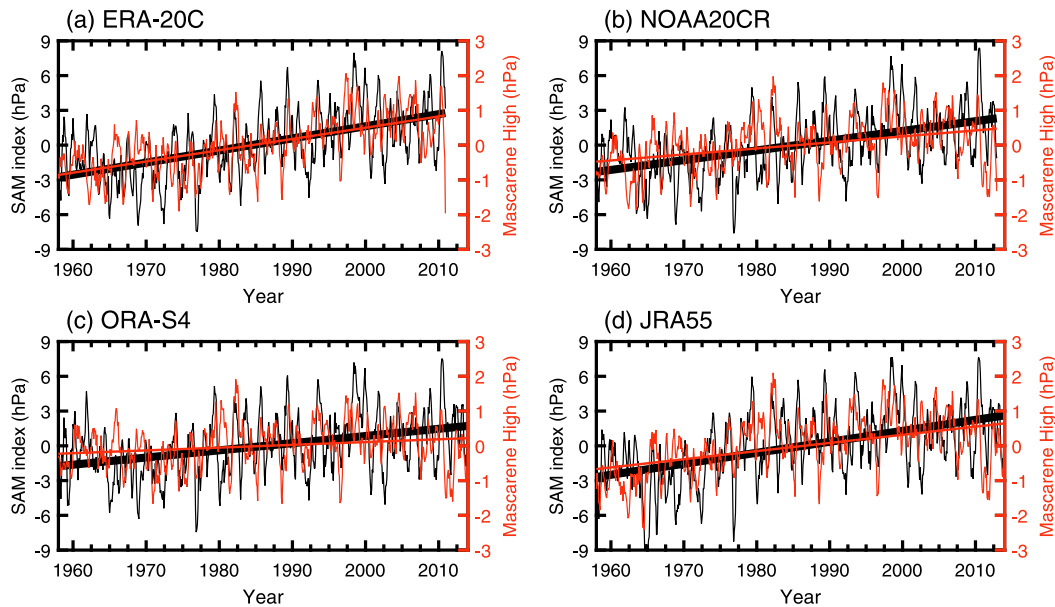 (a) ERA-20C
(b) NOAA20CR
9
6
3
0
-3
-6
-9
SAM index (hPa)
3
2
1
0
-1
-2
-3
Mascarene High (hPa)
1960 1970 1980 1990 2000 2010
Year
9
6
3
0
-3
-6
-9
SAM index (hPa)
3
2
1
0
-1
-2
-3
Mascarene High (hPa)
1960 1970 1980 1990 2000 2010
Year
(c) ORA-S4
(d) JRA55
9
6
3
0
-3
-6
-9
SAM index (hPa)
3
2
1
0
-1
-2
-3
Mascarene High (hPa)
1960 1970 1980 1990 2000 2010
Year
9
6
3
0
-3
-6
-9
SAM index (hPa)
3
2
1
0
-1
-2
-3
Mascarene High (hPa)
1960 1970 1980 1990 2000 2010
Year